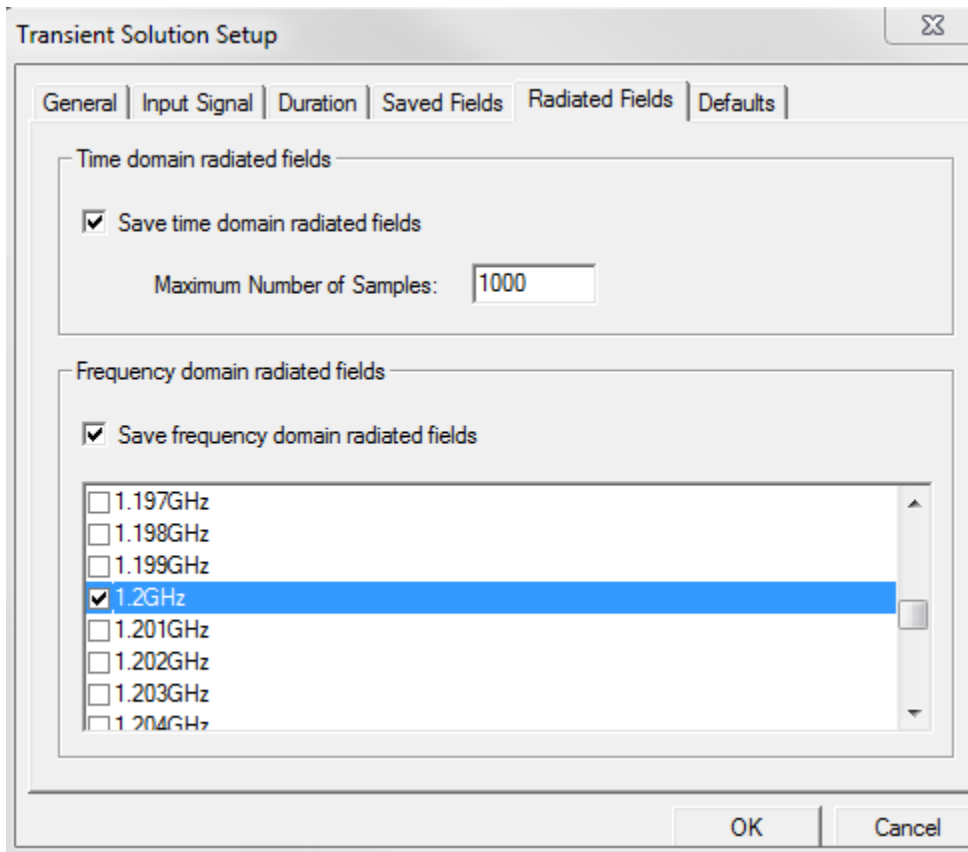 Transient Solution Setup
General Input Signal Duration Saved Fields Radiated Fields Defaults
Time domain radiated fields
Save time domain radiated fields
Maximum Number of Samples: 1000
Frequency domain radiated fields
Save frequency domain radiated fields
1.197GHz
1.198GHz
1.199GHz
1.2GHz
1.201GHz
1.202GHz
1.203GHz
1.204GHz
OK Cancel